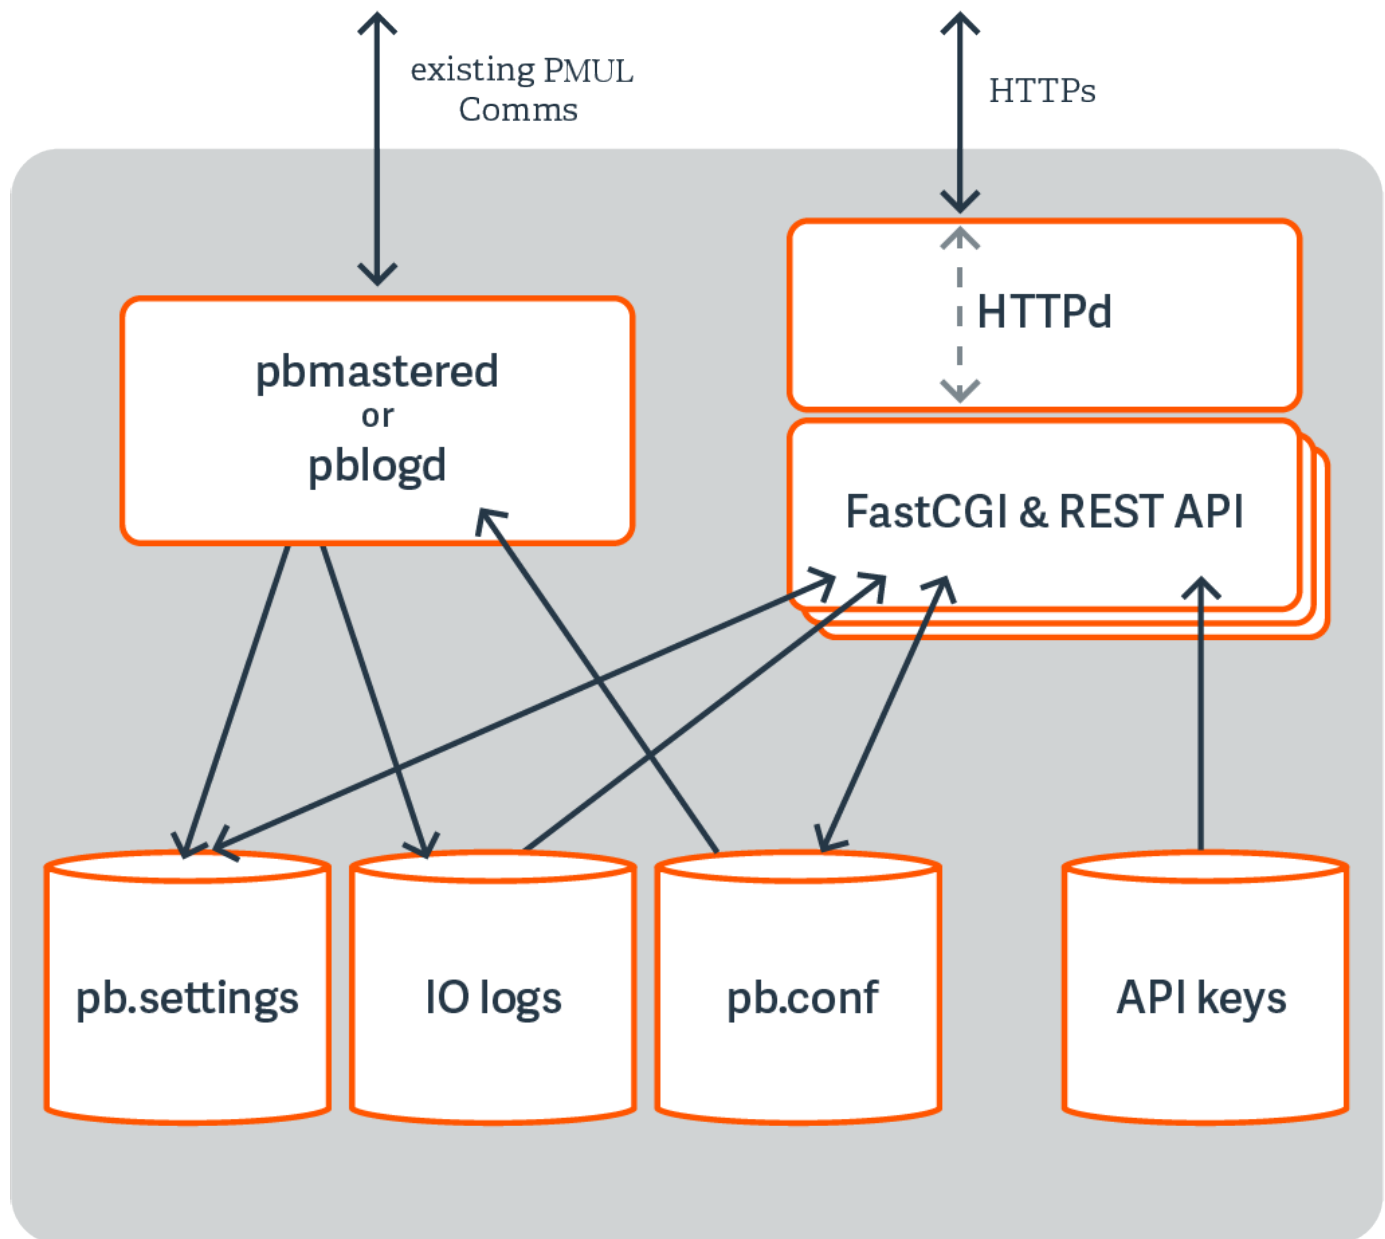 existing PMUL
Comms
HTTPs
HTTPd
pbmastered
or
pblogd
FastCGI & REST API
pb.settings
IO logs
pb.conf
API keys